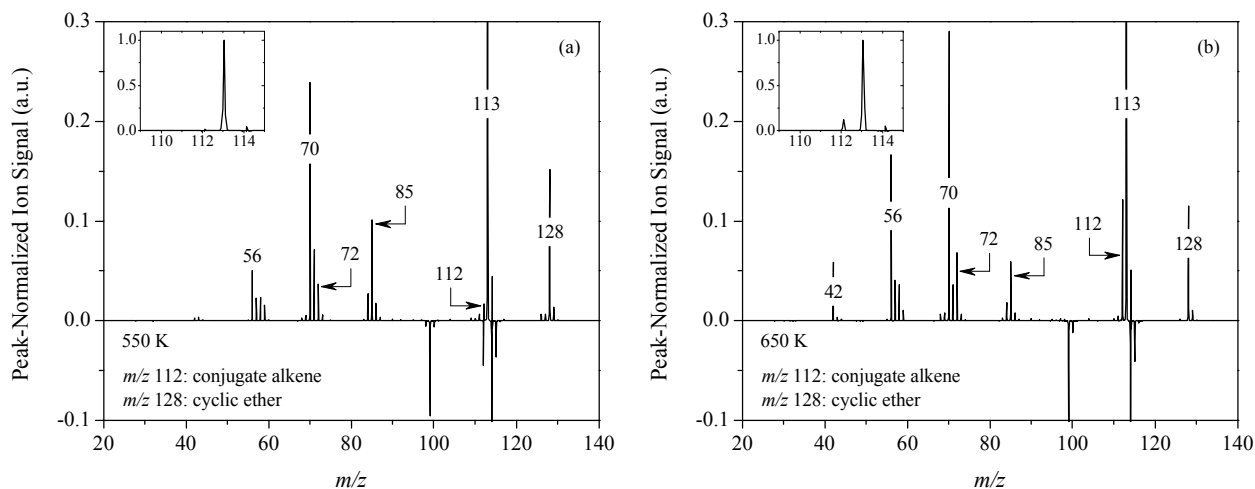 0.3
0.2
0.1
0.0
-0.1
Peak-Normalized Ion Signal (a.u.)
1.0
0.5
0.0
110 112 114
(a)
113
70
85
128
56
72
112
550 K
m/z 112: conjugate alkene
m/z 128: cyclic ether
20 40 60 80 100 120 140
m/z
0.3
0.2
0.1
0.0
-0.1
Peak-Normalized Ion Signal (a.u.)
1.0
0.5
0.0
110 112 114
(b)
113
70
56
112
72
85
128
42
650 K
m/z 112: conjugate alkene
m/z 128: cyclic ether
20 40 60 80 100 120 140
m/z